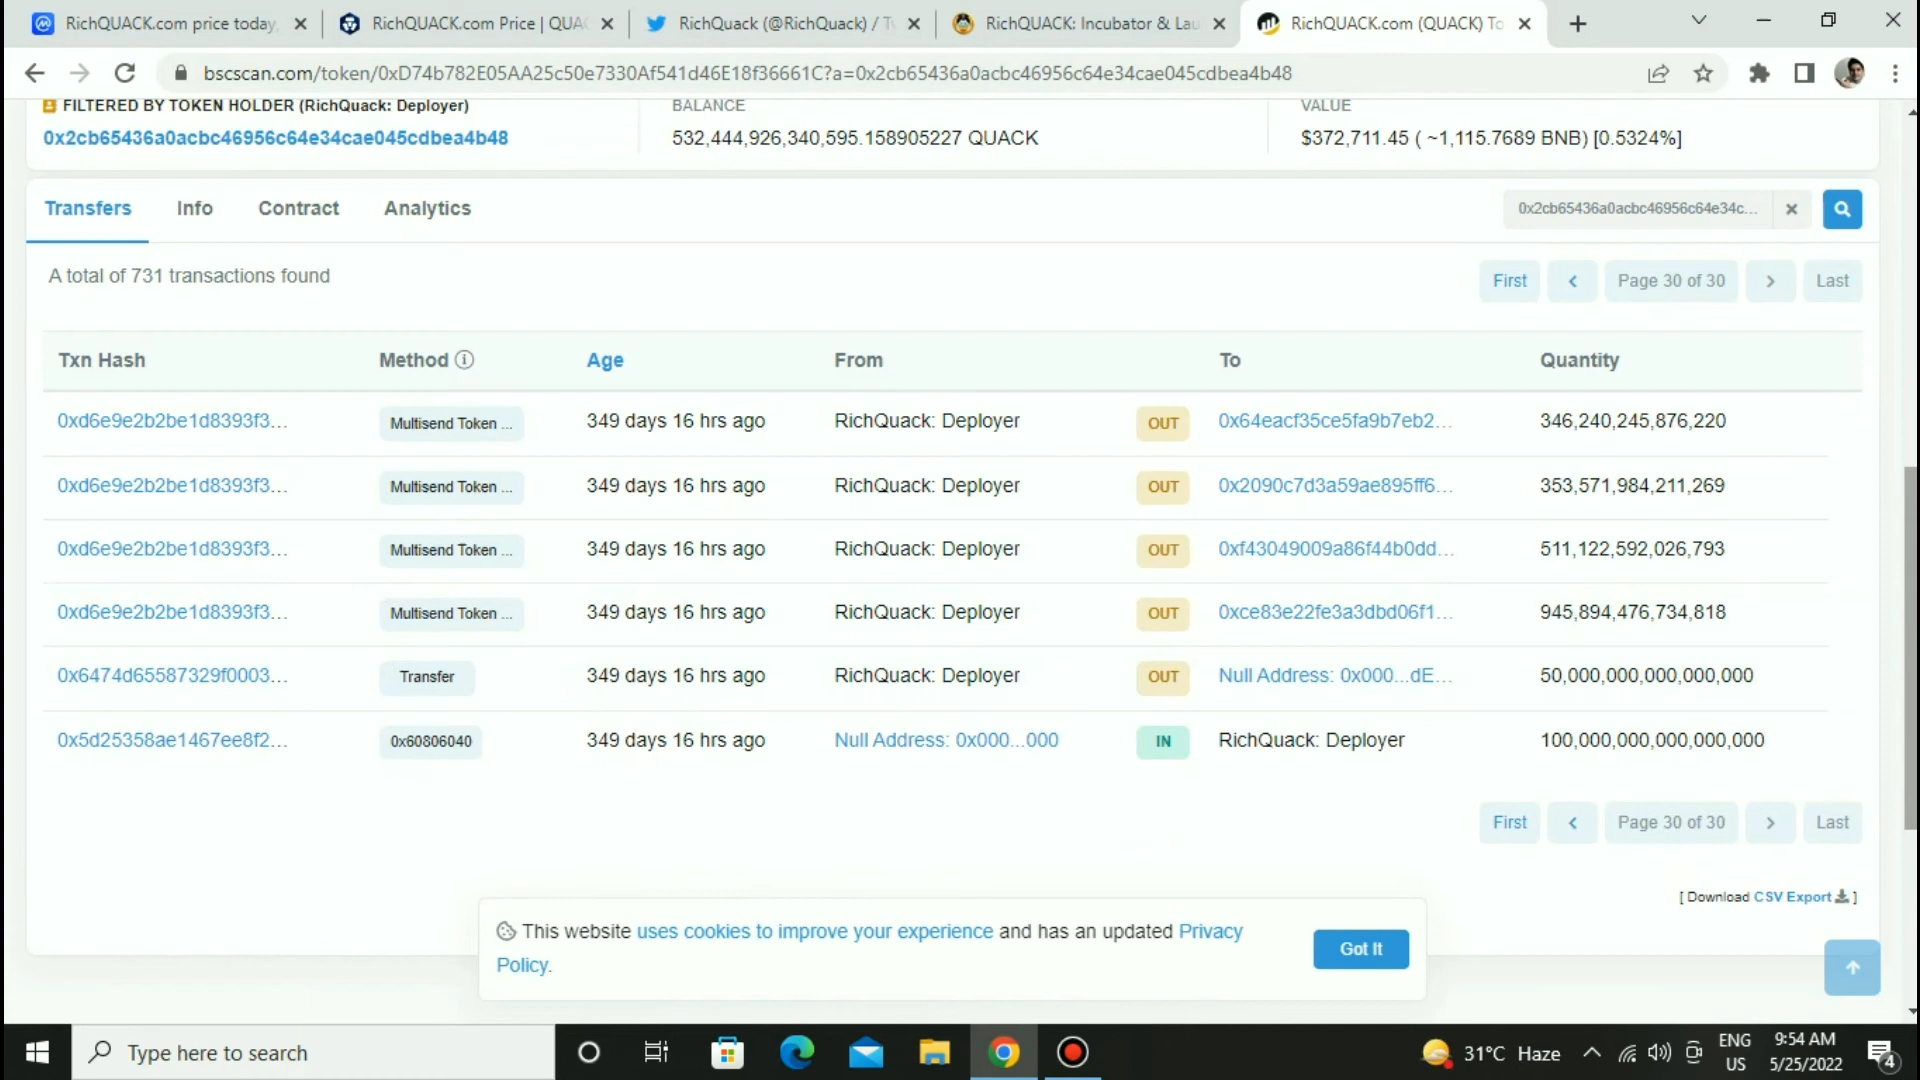 RichQUACK.com price today,
RichQUACK.com Price | QUA
RichQuack (@RichQuack) / T
RichQUACK: Incubator & Lau
RichQUACK.com (QUACK) To
bscscan.com/token/0xD74b782E05AA25c50e7330Af541d46E18f36661C?a=0x2cb65436a0acbc46956c64e34cae045cdbea4b48
FILTERED BY TOKEN HOLDER (RichQuack: Deployer)
BALANCE
VALUE
0x2cb65436a0acbc46956c64e34cae045cdbea4b48
532,444,926,340,595.158905227 QUACK
$372,711.45 ( ~1,115.7689 BNB) [0.5324%]
Transfers Info Contract Analytics
0x2cb65436a0acbc46956c64e34c...
A total of 731 transactions found
First Page 30 of 30 Last
Txn Hash Method Age From To Quantity
0xd6e9e2b2be1d8393f3... Multisend Token ... 349 days 16 hrs ago RichQuack: Deployer OUT 0x64eacf35ce5fa9b7eb2... 346,240,245,876,220
0xd6e9e2b2be1d8393f3... Multisend Token ... 349 days 16 hrs ago RichQuack: Deployer OUT 0x2090c7d3a59ae895ff6... 353,571,984,211,269
0xd6e9e2b2be1d8393f3... Multisend Token ... 349 days 16 hrs ago RichQuack: Deployer OUT 0xf43049009a86f44b0dd... 511,122,592,026,793
0xd6e9e2b2be1d8393f3... Multisend Token ... 349 days 16 hrs ago RichQuack: Deployer OUT 0xce83e22fe3a3dbd06f1... 945,894,476,734,818
0x6474d65587329f0003... Transfer 349 days 16 hrs ago RichQuack: Deployer OUT Null Address: 0x000...dE... 50,000,000,000,000,000
0x5d25358ae1467ee8f2... 0x60806040 349 days 16 hrs ago Null Address: 0x000...000 IN RichQuack: Deployer 100,000,000,000,000,000
First Page 30 of 30 Last
[ Download CSV Export ]
This website uses cookies to improve your experience and has an updated Privacy
Policy.
Got It
Type here to search
31°C Haze
ENG
US
9:54 AM
5/25/2022
4